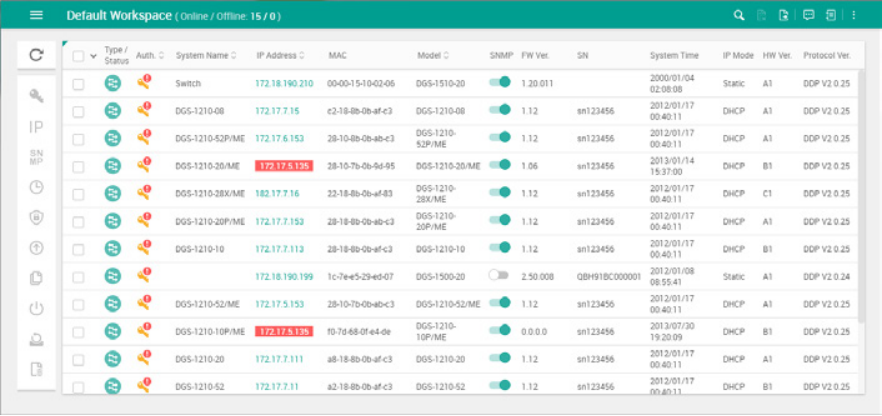 Default Workspace ( Online / Offline: 15 / 0 )
Type / Status Auth. System Name IP Address MAC Model SNMP FW Ver. SN System Time IP Mode HW Ver. Protocol Ver.
Switch 172.18.190.210 00-00-15-10-02-06 DGS-1510-20 1.20.011 2000/01/04 02:08:08 Static A1 DDP V2 0.25
IP DGS-1210-08 172.17.7.15 c2-18-8b-0b-af-c3 DGS-1210-08 1.12 sn123456 2012/01/17 00:40:11 DHCP A1 DDP V2 0.25
SN MP DGS-1210-52P/ME 172.17.6.153 28-10-8b-0b-ab-c3 DGS-1210-52P/ME 1.12 sn123456 2012/01/17 00:40:11 DHCP A1 DDP V2 0.25
DGS-1210-20/ME 172.17.5.135 28-10-7b-0b-9d-95 DGS-1210-20/ME 1.06 sn123456 2013/01/14 15:37:00 DHCP B1 DDP V2 0.25
DGS-1210-28X/ME 182.17.7.16 22-18-8b-0b-af-83 DGS-1210-28X/ME 1.12 sn123456 2012/01/17 00:40:11 DHCP C1 DDP V2 0.25
DGS-1210-20P/ME 172.17.7.153 28-18-8b-0b-ab-c3 DGS-1210-20P/ME 1.12 sn123456 2012/01/17 00:40:11 DHCP A1 DDP V2 0.25
DGS-1210-10 172.17.7.113 28-18-8b-0b-af-c3 DGS-1210-10 1.12 sn123456 2012/01/17 00:40:11 DHCP B1 DDP V2 0.25
172.18.190.199 1c-7e-e5-29-ed-07 DGS-1500-20 2.50.008 QBH91BC000001 2012/01/08 08:55:41 Static A1 DDP V2 0.24
DGS-1210-52/ME 172.17.5.153 28-10-7b-0b-ab-c3 DGS-1210-52/ME 1.12 sn123456 2012/01/17 00:40:11 DHCP A1 DDP V2 0.25
DGS-1210-10P/ME 172.17.5.135 f0-7d-68-0f-e4-de DGS-1210-10P/ME 0.0.0.0 sn123456 2013/07/30 19:20:09 DHCP B1 DDP V2 0.25
DGS-1210-20 172.17.7.111 a8-18-8b-0b-af-c3 DGS-1210-20 1.12 sn123456 2012/01/17 00:40:11 DHCP A1 DDP V2 0.25
DGS-1210-52 172.17.7.11 a2-18-8b-0b-af-c3 DGS-1210-52 1.12 sn123456 2012/01/17 00:40:11 DHCP B1 DDP V2 0.25